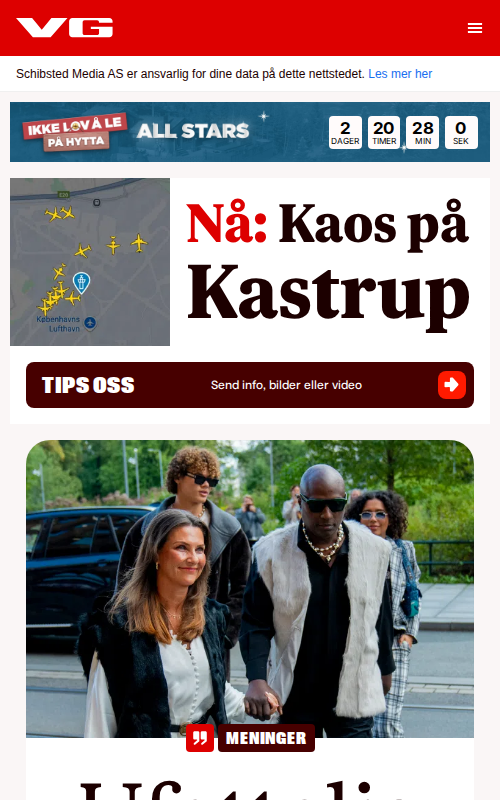 VG
Schibsted Media AS er ansvarlig for dine data på dette nettstedet. Les mer her
IKKE LOV Å LE
PÅ HYTTA
ALL STARS
2 20 28 0
DAGER TIMER MIN SEK
E20
Nå: Kaos på
Kastrup
Københavns
Lufthavn
TIPS OSS
Send info, bilder eller video
MENINGER